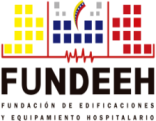 FUNDEEH
FUNDACIÓN DE EDIFICACIONES
Y EQUIPAMIENTO HOSPITALARIO